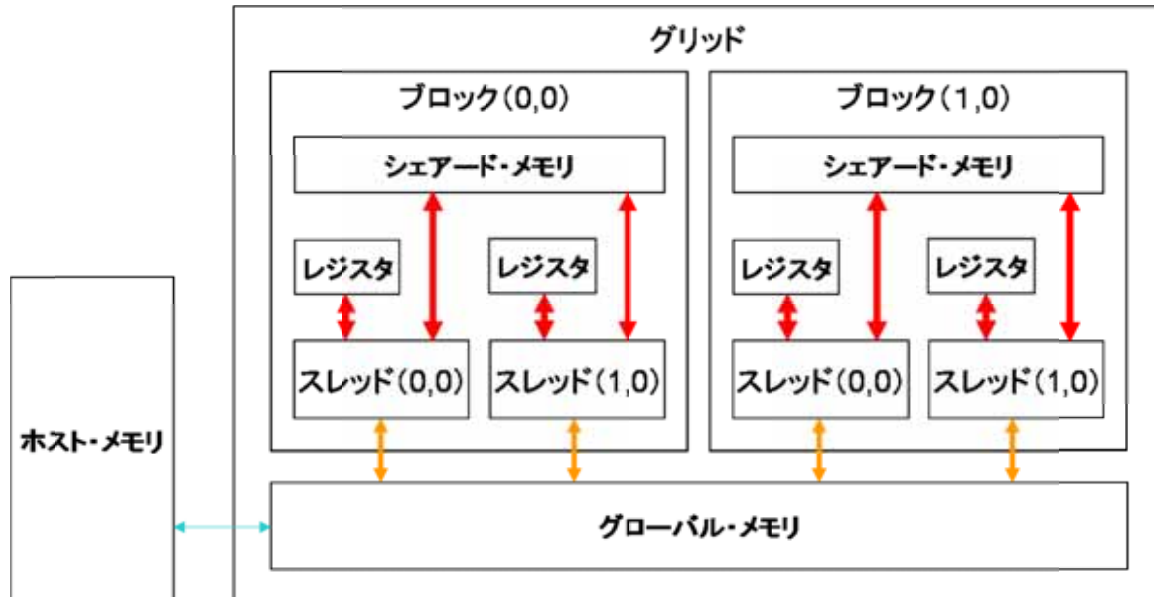 グリッド
ブロック(0,0)
ブロック(1,0)
シェアード・メモリ
シェアード・メモリ
レジスタ
レジスタ
レジスタ
レジスタ
スレッド(0,0)
スレッド(1,0)
スレッド(0,0)
スレッド(1,0)
ホスト・メモリ
グローバル・メモリ